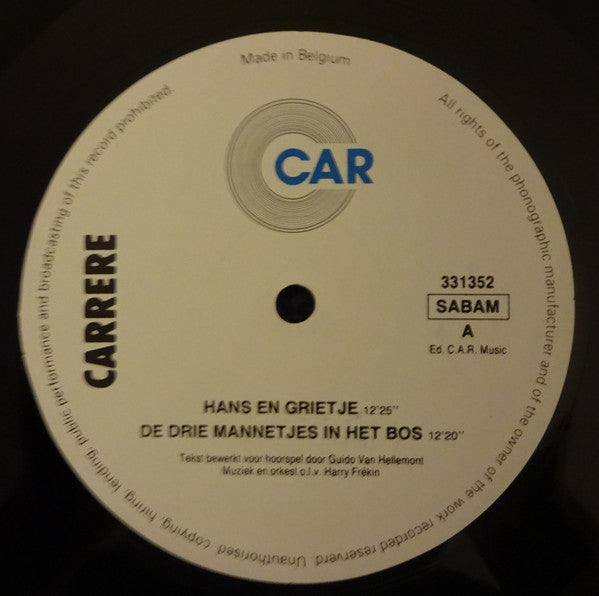 Made in Belgium
All rights of the phonographic manufacturer and of the owner of the work recorded reserverd. Unauthorised copying, hiring, lending, public performance and broadcasting of this record prohibited.
CAR
CARRERE
331352
SABAM
A
Ed. C.A.R. Music
HANS EN GRIETJE 12'25"
DE DRIE MANNETJES IN HET BOS 12'20"
Tekst bewerkt voor hoorspel door Guido Van Hellemont
Muziek en orkest o.l.v. Harry Frékin